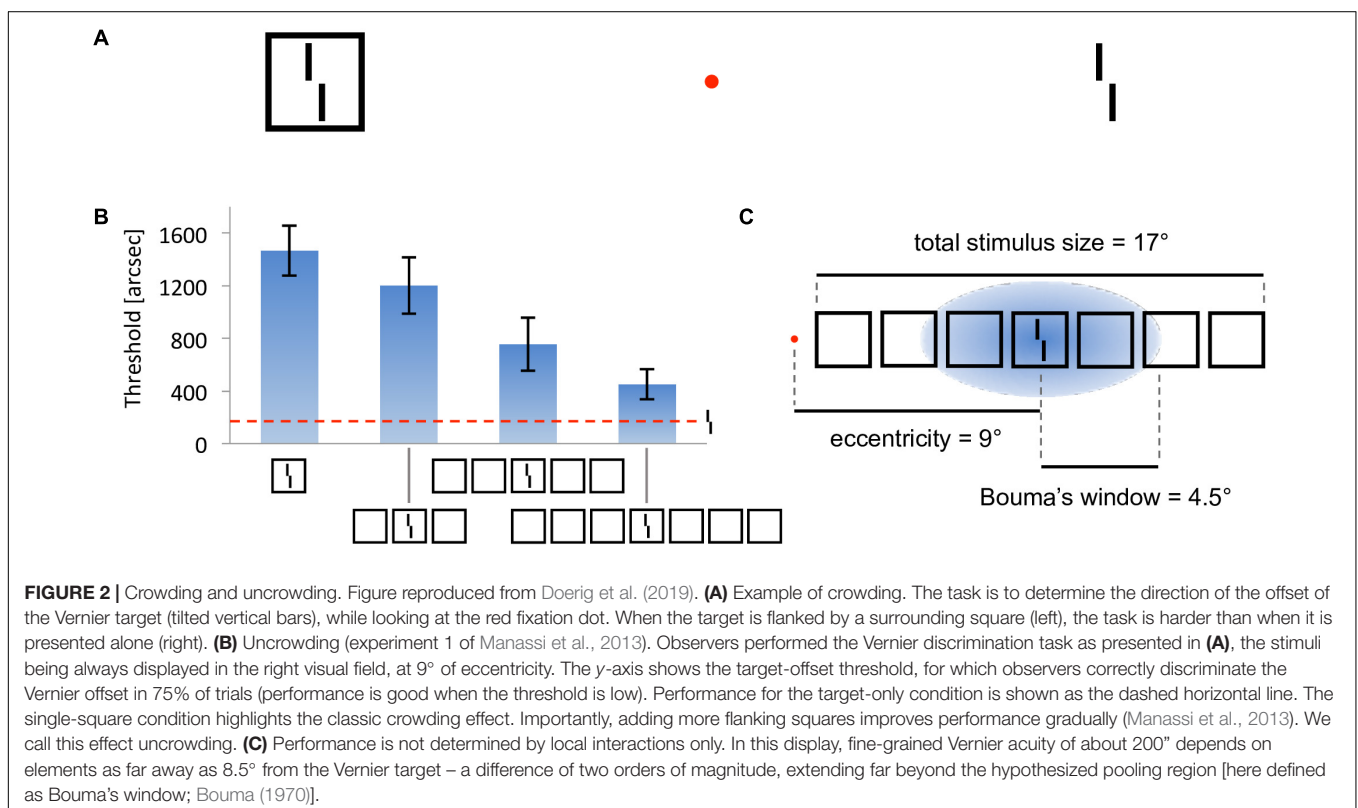 A
B
C
Threshold [arcsec]
1600
1200
800
400
0
total stimulus size = 17°
eccentricity = 9°
Bouma's window = 4.5°
FIGURE 2 | Crowding and uncrowding. Figure reproduced from Doerig et al. (2019). (A) Example of crowding. The task is to determine the direction of the offset of
the Vernier target (tilted vertical bars), while looking at the red fixation dot. When the target is flanked by a surrounding square (left), the task is harder than when it is
presented alone (right). (B) Uncrowding (experiment 1 of Manassi et al., 2013). Observers performed the Vernier discrimination task as presented in (A), the stimuli
being always displayed in the right visual field, at 9° of eccentricity. The y-axis shows the target-offset threshold, for which observers correctly discriminate the
Vernier offset in 75% of trials (performance is good when the threshold is low). Performance for the target-only condition is shown as the dashed horizontal line. The
single-square condition highlights the classic crowding effect. Importantly, adding more flanking squares improves performance gradually (Manassi et al., 2013). We
call this effect uncrowding. (C) Performance is not determined by local interactions only. In this display, fine-grained Vernier acuity of about 200” depends on
elements as far away as 8.5° from the Vernier target – a difference of two orders of magnitude, extending far beyond the hypothesized pooling region [here defined
as Bouma's window; Bouma (1970)].